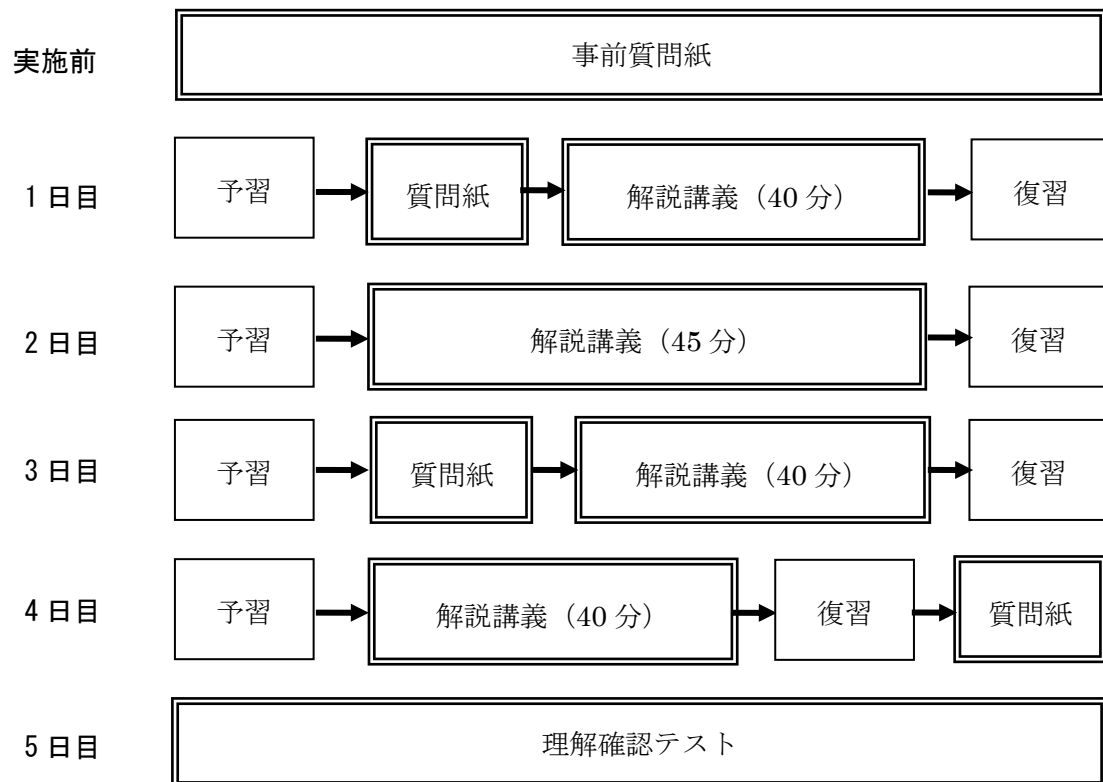 実施前 事前質問紙
1日目 予習 質問紙 解説講義（40分） 復習
2日目 予習 解説講義（45分） 復習
3日目 予習 質問紙 解説講義（40分） 復習
4日目 予習 解説講義（40分） 復習 質問紙
5日目 理解確認テスト